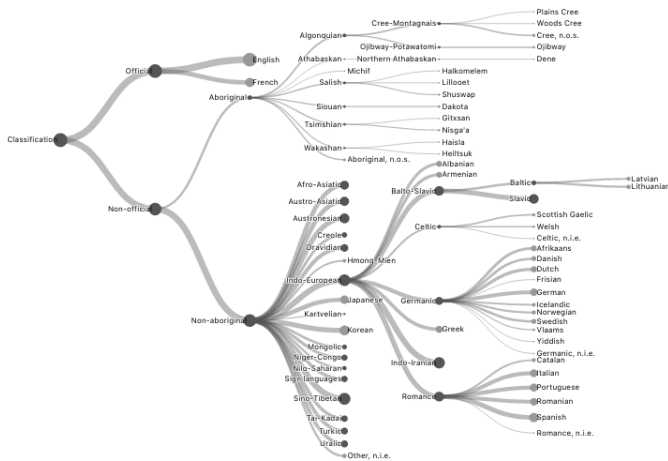 Classification
Official
English
French
Non-official
Aboriginal
Algonquian
Cree-Montagnais
Plains Cree
Woods Cree
Cree, n.o.s.
Ojibway-Potawatomi
Ojibway
Athabaskan
Northern Athabaskan
Dene
Michif
Salish
Halkomelem
Lillooet
Shuswap
Siouan
Dakota
Tsimshian
Gitxsan
Nisga'a
Wakashan
Haisla
Heiltsuk
Aboriginal, n.o.s.
Non-aboriginal
Afro-Asiatic
Austro-Asiatic
Austronesian
Creole
Dravidian
Hmong-Mien
Indo-European
Albanian
Armenian
Balto-Slavic
Baltic
Latvian
Lithuanian
Slavic
Celtic
Scottish Gaelic
Welsh
Celtic, n.i.e.
Germanic
Afrikaans
Danish
Dutch
Frisian
German
Icelandic
Norwegian
Swedish
Vlaams
Yiddish
Germanic, n.i.e.
Greek
Indo-Iranian
Romance
Catalan
Italian
Portuguese
Romanian
Spanish
Romance, n.i.e.
Japanese
Kartvelian
Korean
Mongolic
Niger-Congo
Nilo-Saharan
Sign languages
Sino-Tibetan
Tai-Kadai
Turkic
Uralic
Other, n.i.e.